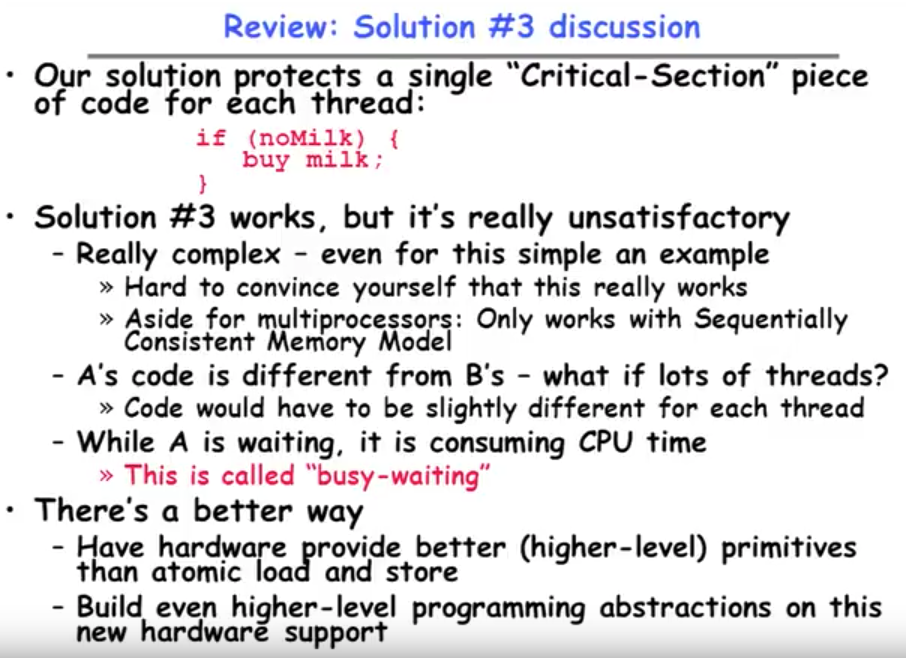 Review: Solution #3 discussion
• Our solution protects a single “Critical-Section” piece
of code for each thread:
if (noMilk) {
buy milk;
}
• Solution #3 works, but it’s really unsatisfactory
– Really complex – even for this simple an example
» Hard to convince yourself that this really works
» Aside for multiprocessors: Only works with Sequentially
Consistent Memory Model
– A’s code is different from B’s – what if lots of threads?
» Code would have to be slightly different for each thread
– While A is waiting, it is consuming CPU time
» This is called “busy-waiting”
• There’s a better way
– Have hardware provide better (higher-level) primitives
than atomic load and store
– Build even higher-level programming abstractions on this
new hardware support